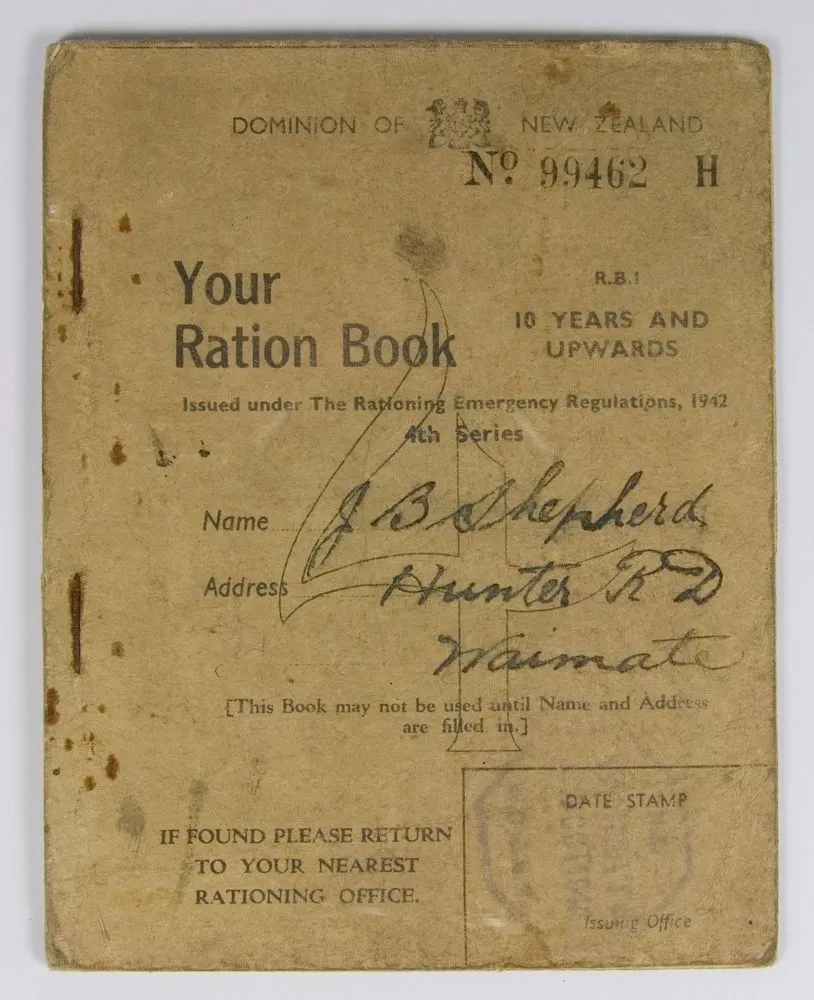 DOMINION OF NEW ZEALAND
No. 99462 H
Your
Ration Book
R.B.1
10 YEARS AND
UPWARDS
Issued under The Rationing Emergency Regulations, 1942
4th Series
Name J B Shepherd
Address Hunter R D
Waimate
[This Book may not be used until Name and Address
are filled in.]
IF FOUND PLEASE RETURN
TO YOUR NEAREST
RATIONING OFFICE.
DATE STAMP
Issuing Office